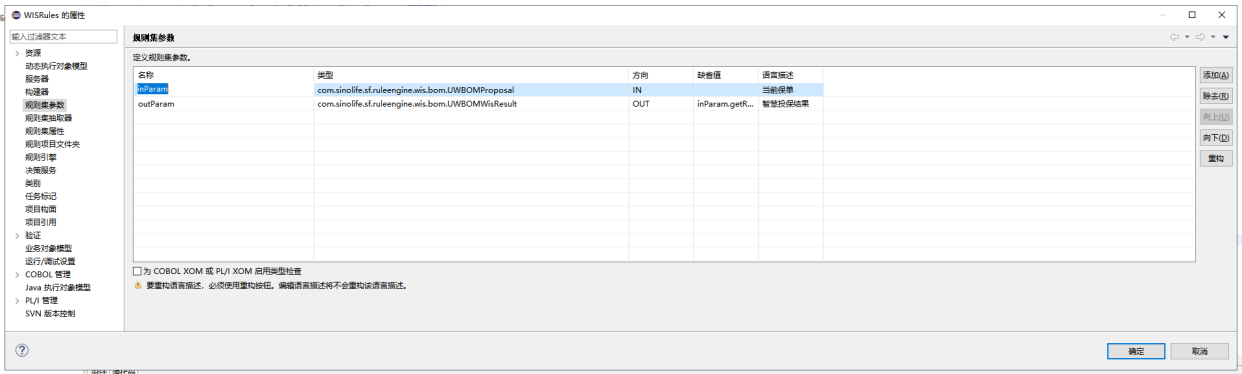 WISRules 的属性
输入过滤器文本
规则集参数
资源
动态执行对象模型
服务器
构建器
规则集参数
规则集抽取器
规则集属性
规则项目文件夹
规则引擎
决策服务
类别
任务标记
项目构面
项目引用
验证
业务对象模型
运行/调试设置
COBOL 管理
Java 执行对象模型
PL/I 管理
SVN 版本控制
定义规则集参数。
名称 类型 方向 缺省值 语言描述
inParam com.sinolife.sf.ruleengine.wis.bom.UWBOMProposal IN 当前保单
outParam com.sinolife.sf.ruleengine.wis.bom.UWBOMWisResult OUT inParam.getR... 智慧投保结果
添加(A)
除去(R)
向上(U)
向下(D)
重构
为 COBOL XOM 或 PL/I XOM 启用类型检查
要重构语言描述，必须使用重构按钮。编辑语言描述将不会重构该语言描述。
确定 取消